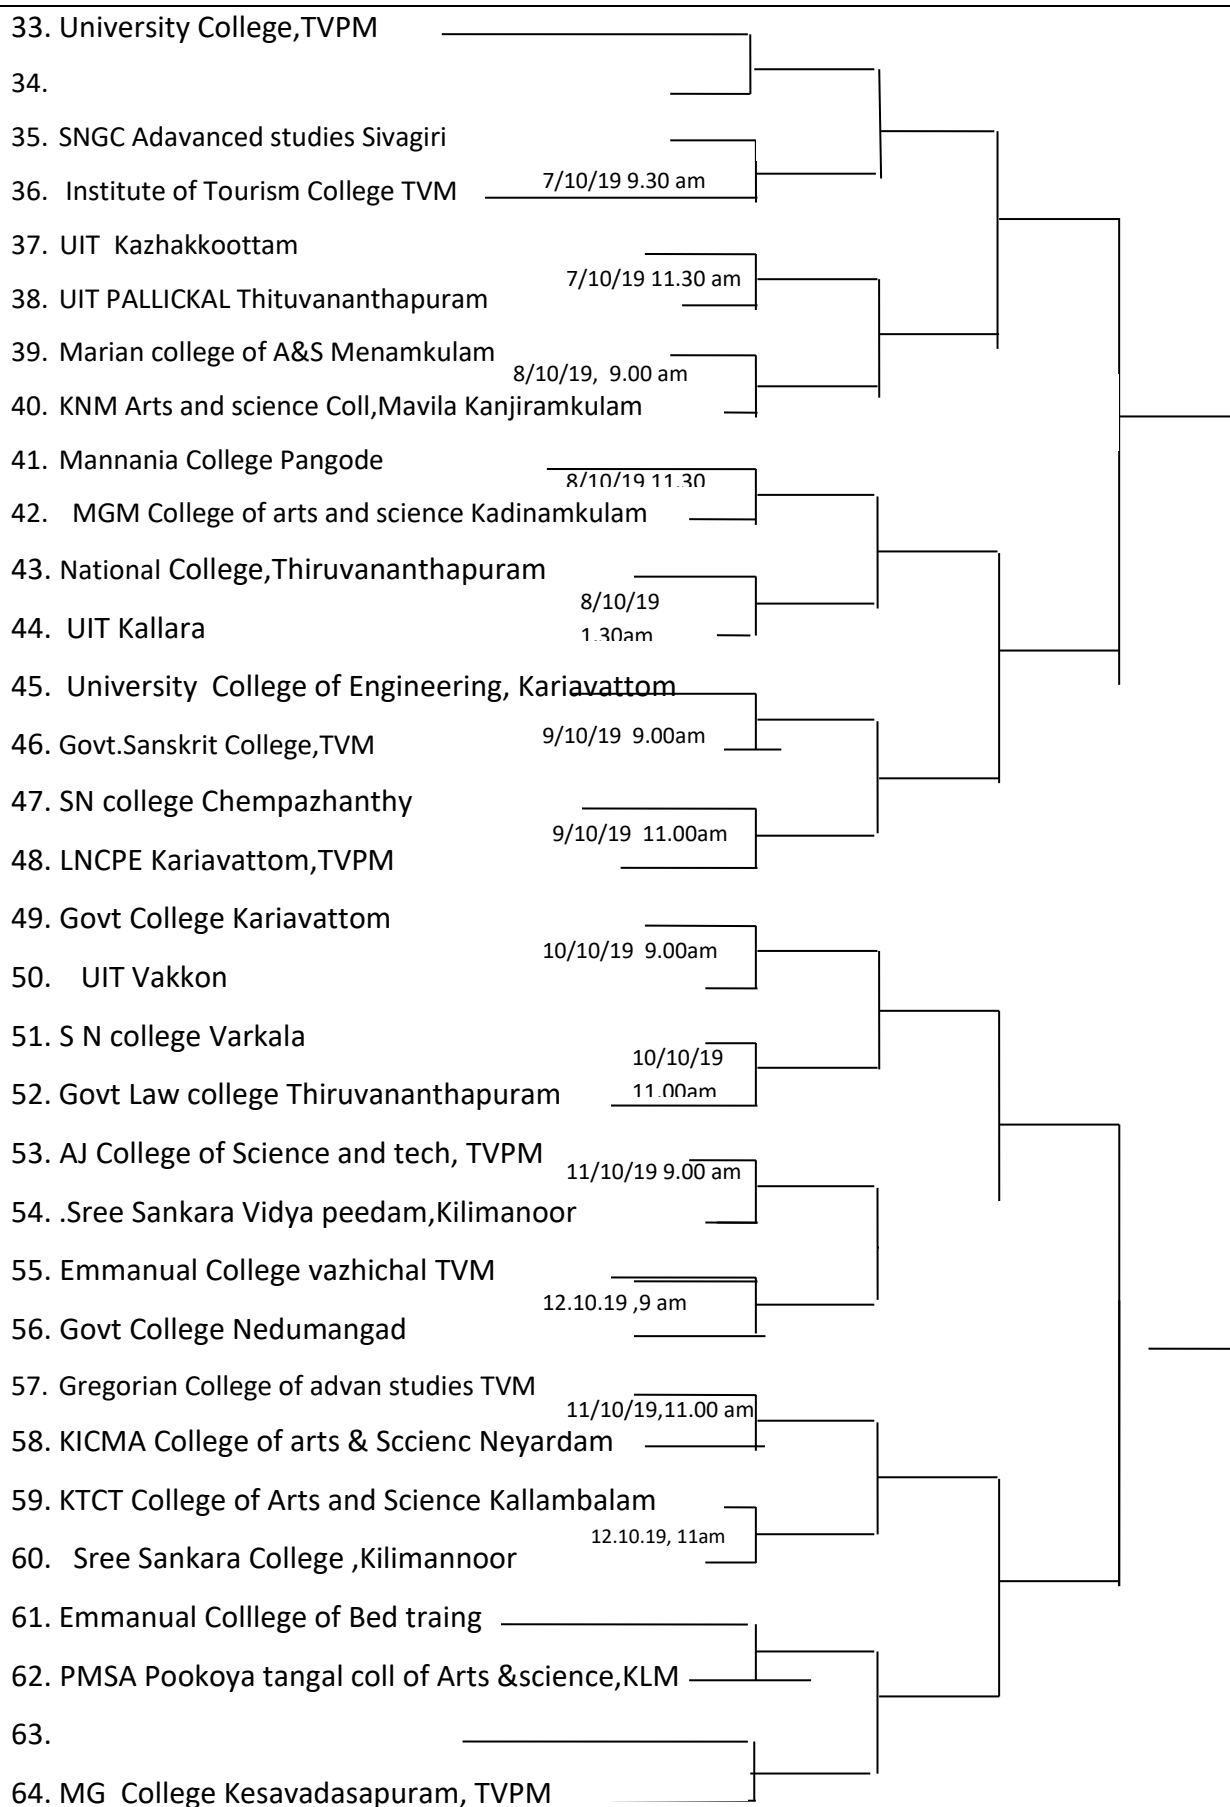 33. University College,TVPM
34.
35. SNGC Adavanced studies Sivagiri
7/10/19 9.30 am
36. Institute of Tourism College TVM
37. UIT Kazhakkoottam
7/10/19 11.30 am
38. UIT PALLICKAL Thituvananthapuram
39. Marian college of A&S Menamkulam
8/10/19, 9.00 am
40. KNM Arts and science Coll,Mavila Kanjiramkulam
41. Mannania College Pangode
8/10/19 11.30
42. MGM College of arts and science Kadinamkulam
43. National College,Thiruvananthapuram
8/10/19
44. UIT Kallara
1.30am
45. University College of Engineering, Kariavattom
9/10/19 9.00am
46. Govt.Sanskrit College,TVM
47. SN college Chempazhanthy
9/10/19 11.00am
48. LNCPE Kariavattom,TVPM
49. Govt College Kariavattom
10/10/19 9.00am
50. UIT Vakkon
51. S N college Varkala
10/10/19
11.00am
52. Govt Law college Thiruvananthapuram
53. AJ College of Science and tech, TVPM
11/10/19 9.00 am
54. .Sree Sankara Vidya peedam,Kilimanoor
55. Emmanual College vazhichal TVM
12.10.19 ,9 am
56. Govt College Nedumangad
57. Gregorian College of advan studies TVM
11/10/19,11.00 am
58. KICMA College of arts & Sccienc Neyardam
59. KTCT College of Arts and Science Kallambalam
12.10.19, 11am
60. Sree Sankara College ,Kilimannoor
61. Emmanual Colllege of Bed traing
62. PMSA Pookoya tangal coll of Arts &science,KLM
63.
64. MG College Kesavadasapuram, TVPM